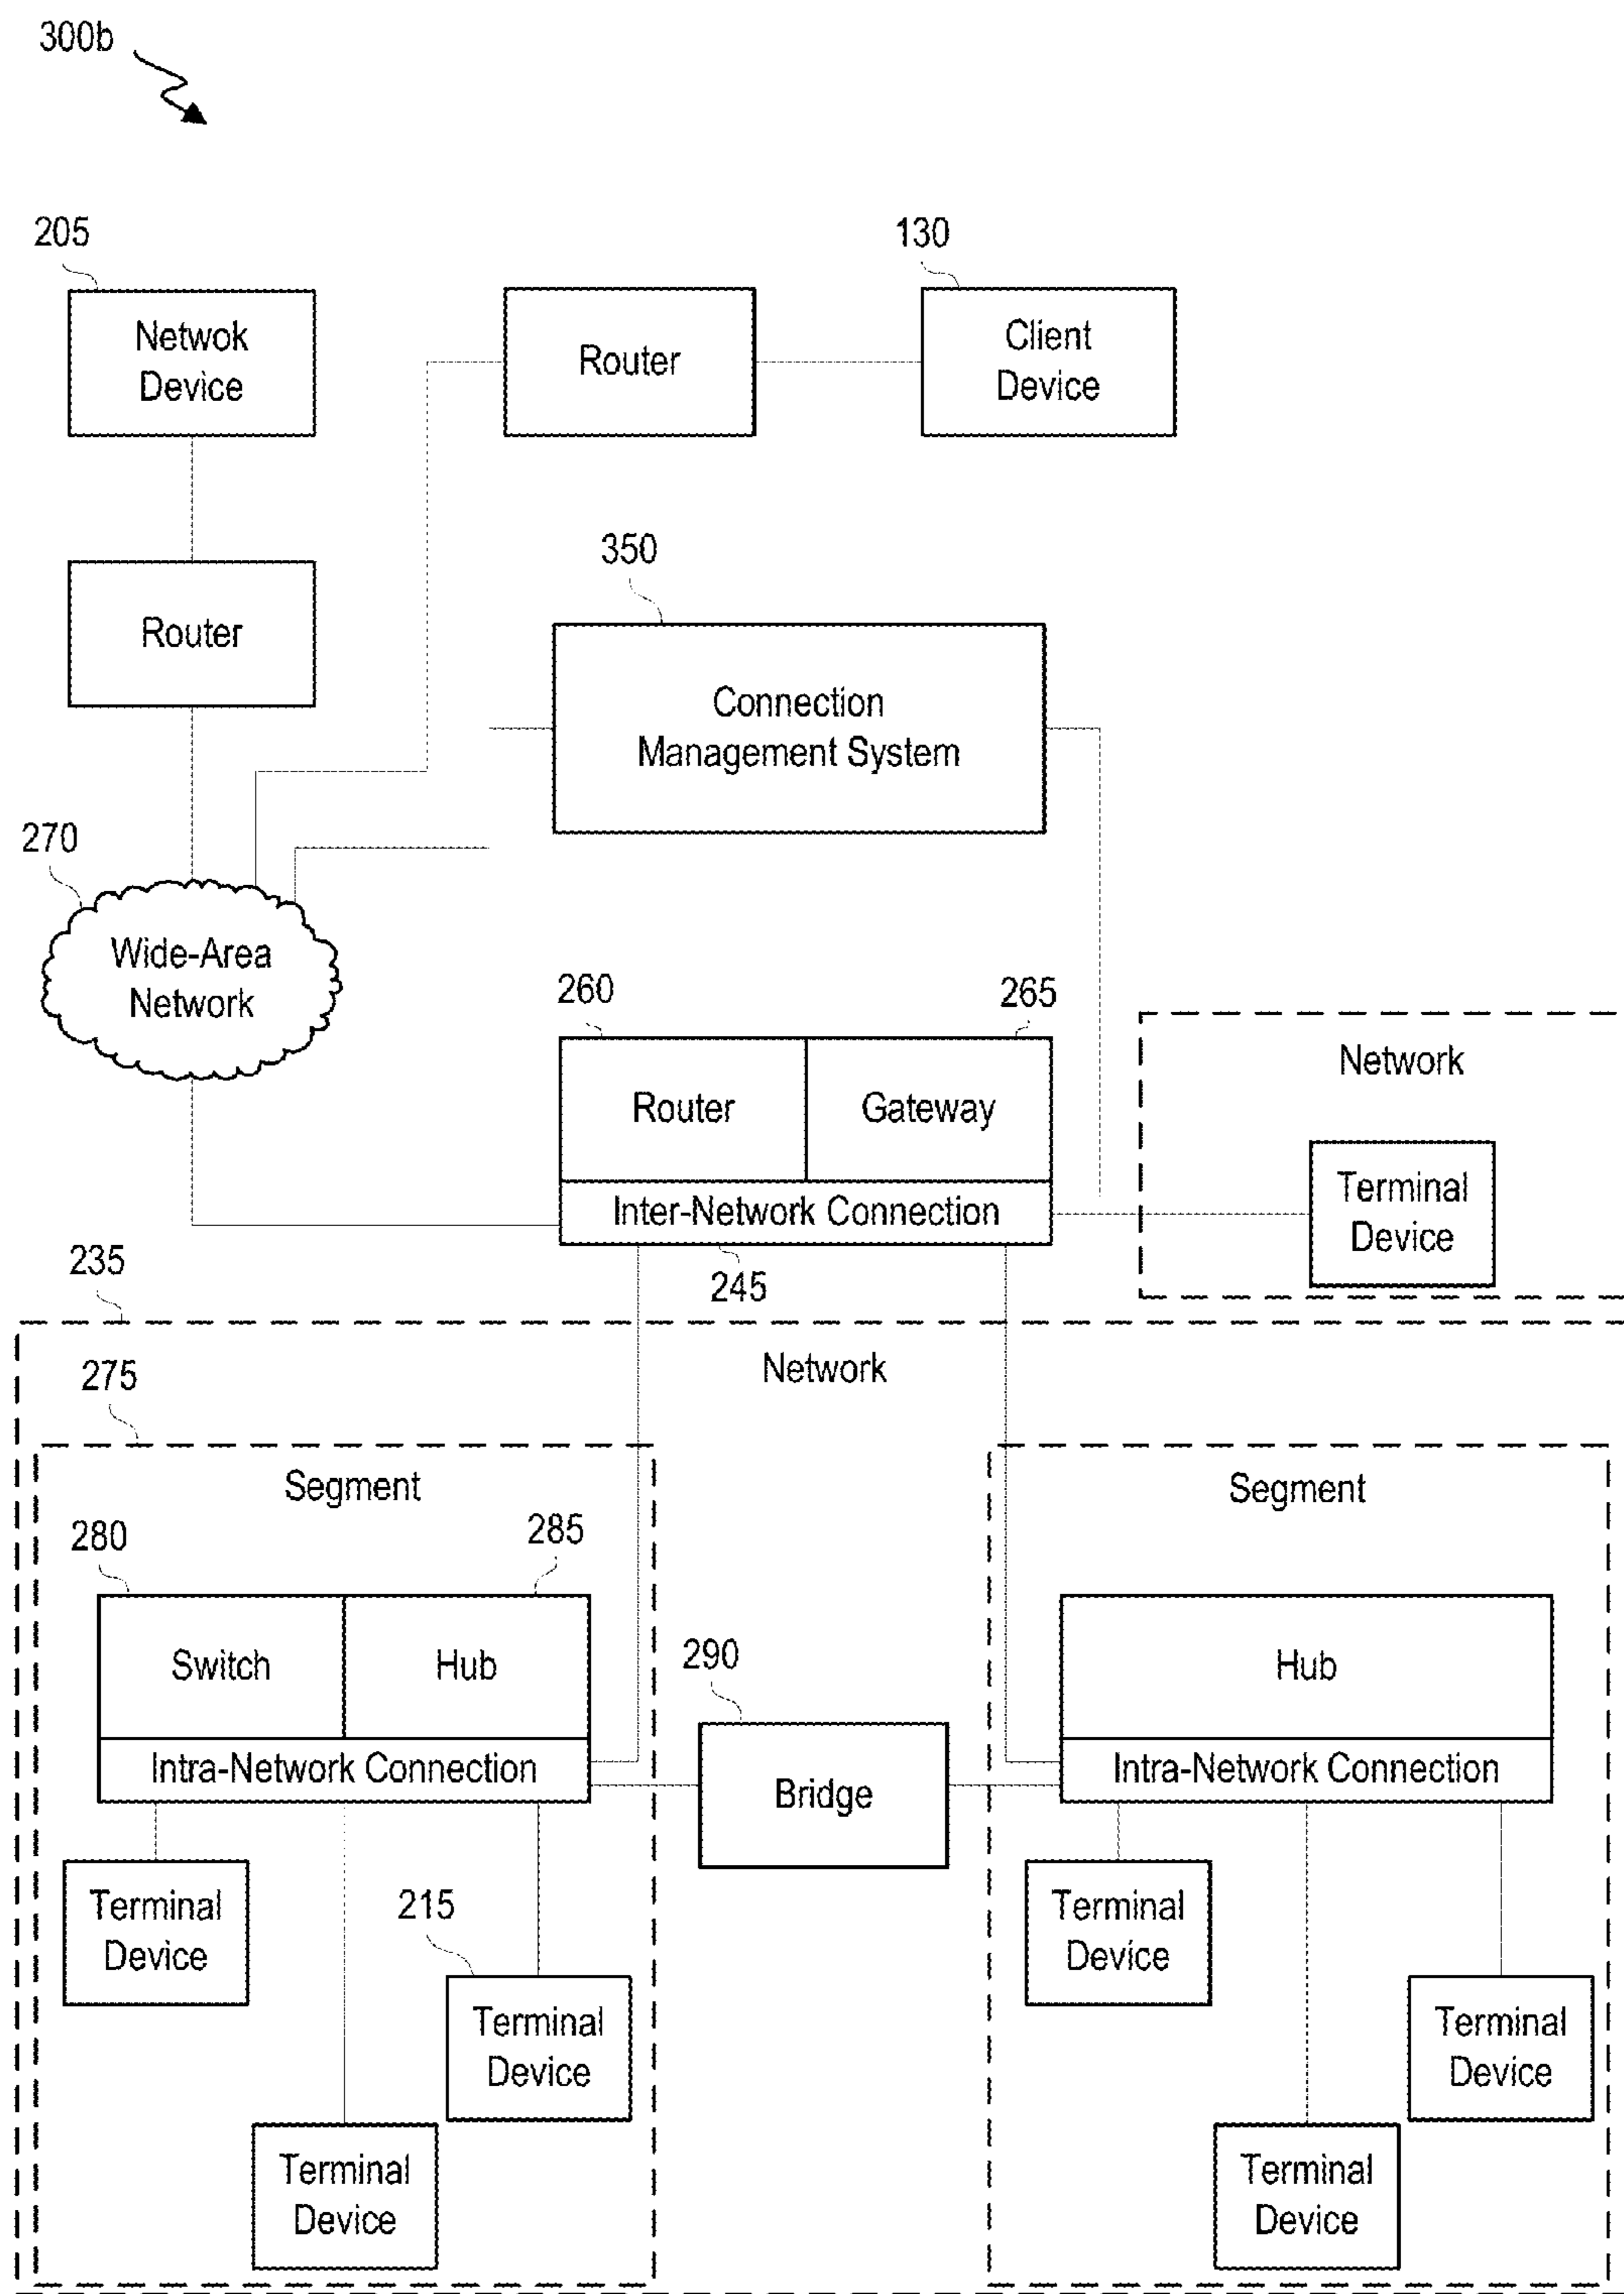 300b
205
130
Netwok
Device
Router
Client
Device
350
Router
Connection
Management System
270
Wide-Area
Network
260
265
Network
Router
Gateway
Terminal
Device
Inter-Network Connection
245
235
Network
275
Segment
Segment
280
285
Switch
Hub
290
Hub
Intra-Network Connection
Bridge
Intra-Network Connection
Terminal
Device
215
Terminal
Device
Terminal
Device
Terminal
Device
Terminal
Device
Terminal
Device